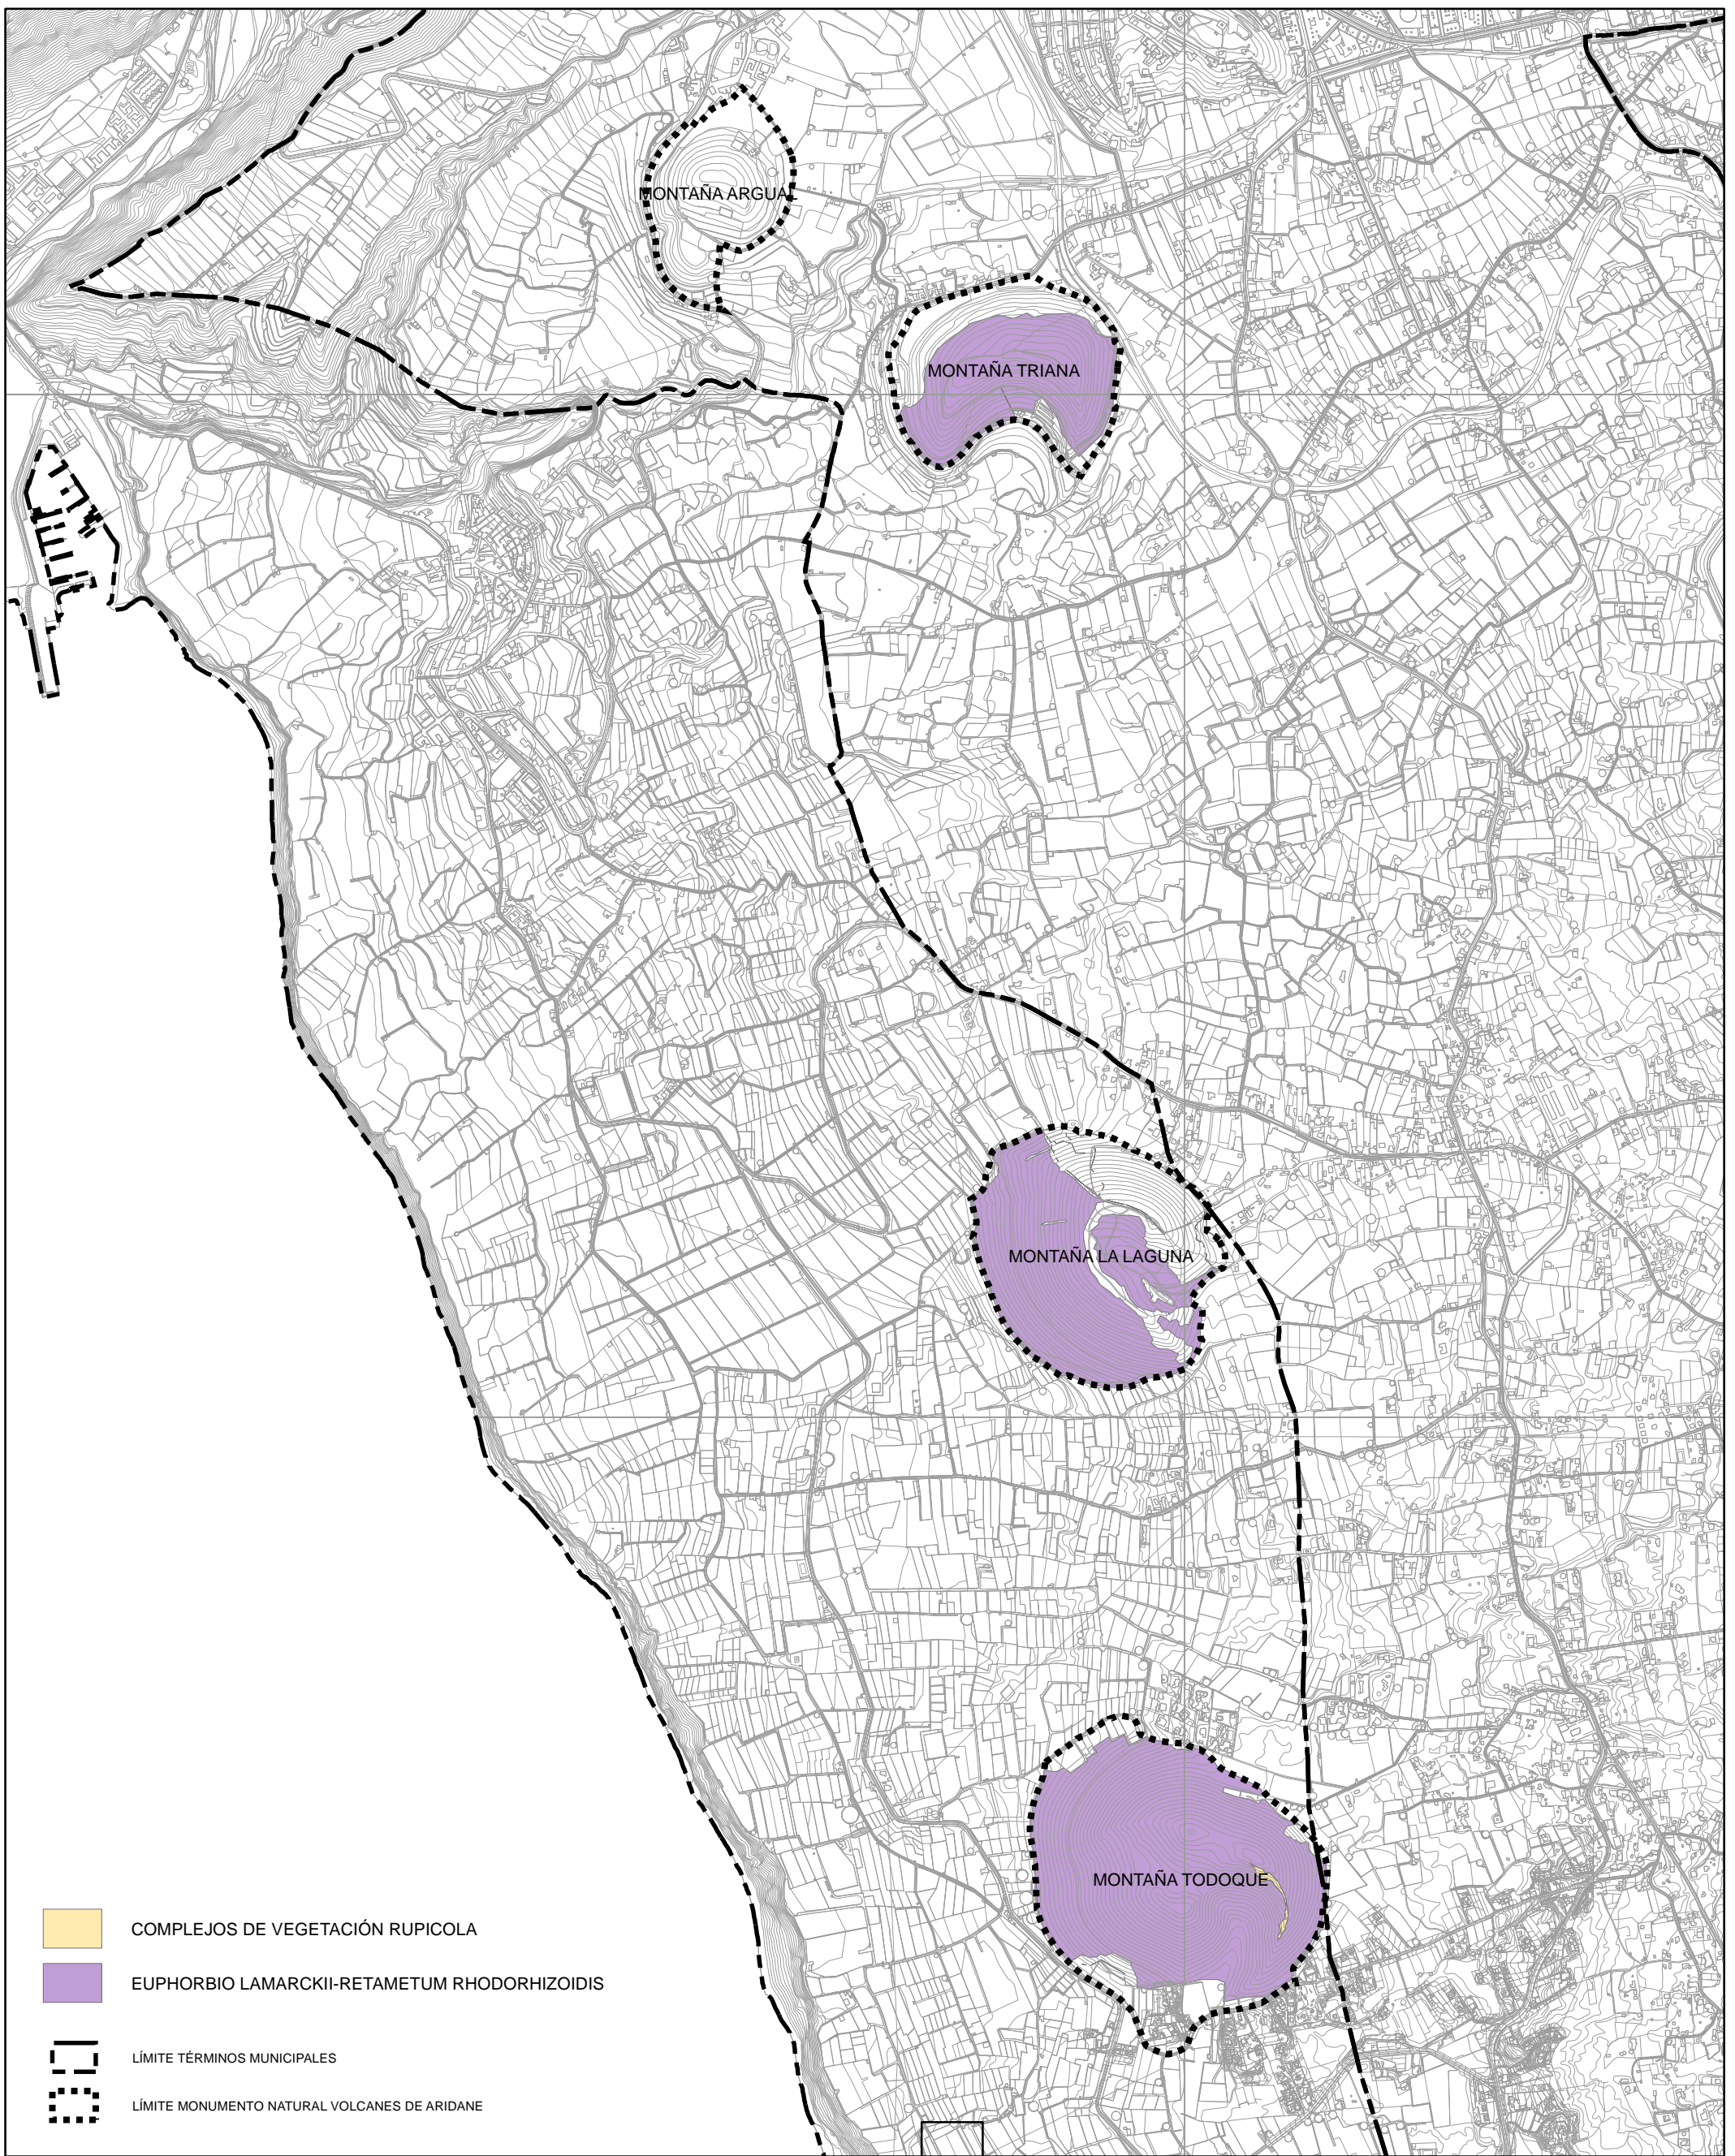 MONTAÑA ARGUAL
MONTAÑA TRIANA
MONTAÑA LA LAGUNA
MONTAÑA TODOQUE
COMPLEJOS DE VEGETACIÓN RUPICOLA
EUPHORBIO LAMARCKII-RETAMETUM RHODORHIZOIDIS
LÍMITE TÉRMINOS MUNICIPALES
LÍMITE MONUMENTO NATURAL VOLCANES DE ARIDANE